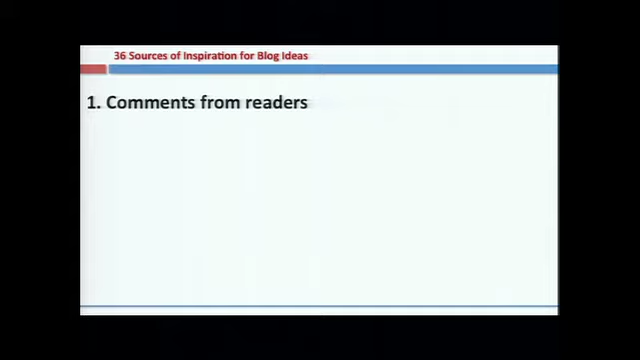 36 Sources of Inspiration for Blog Ideas
1. Comments from readers